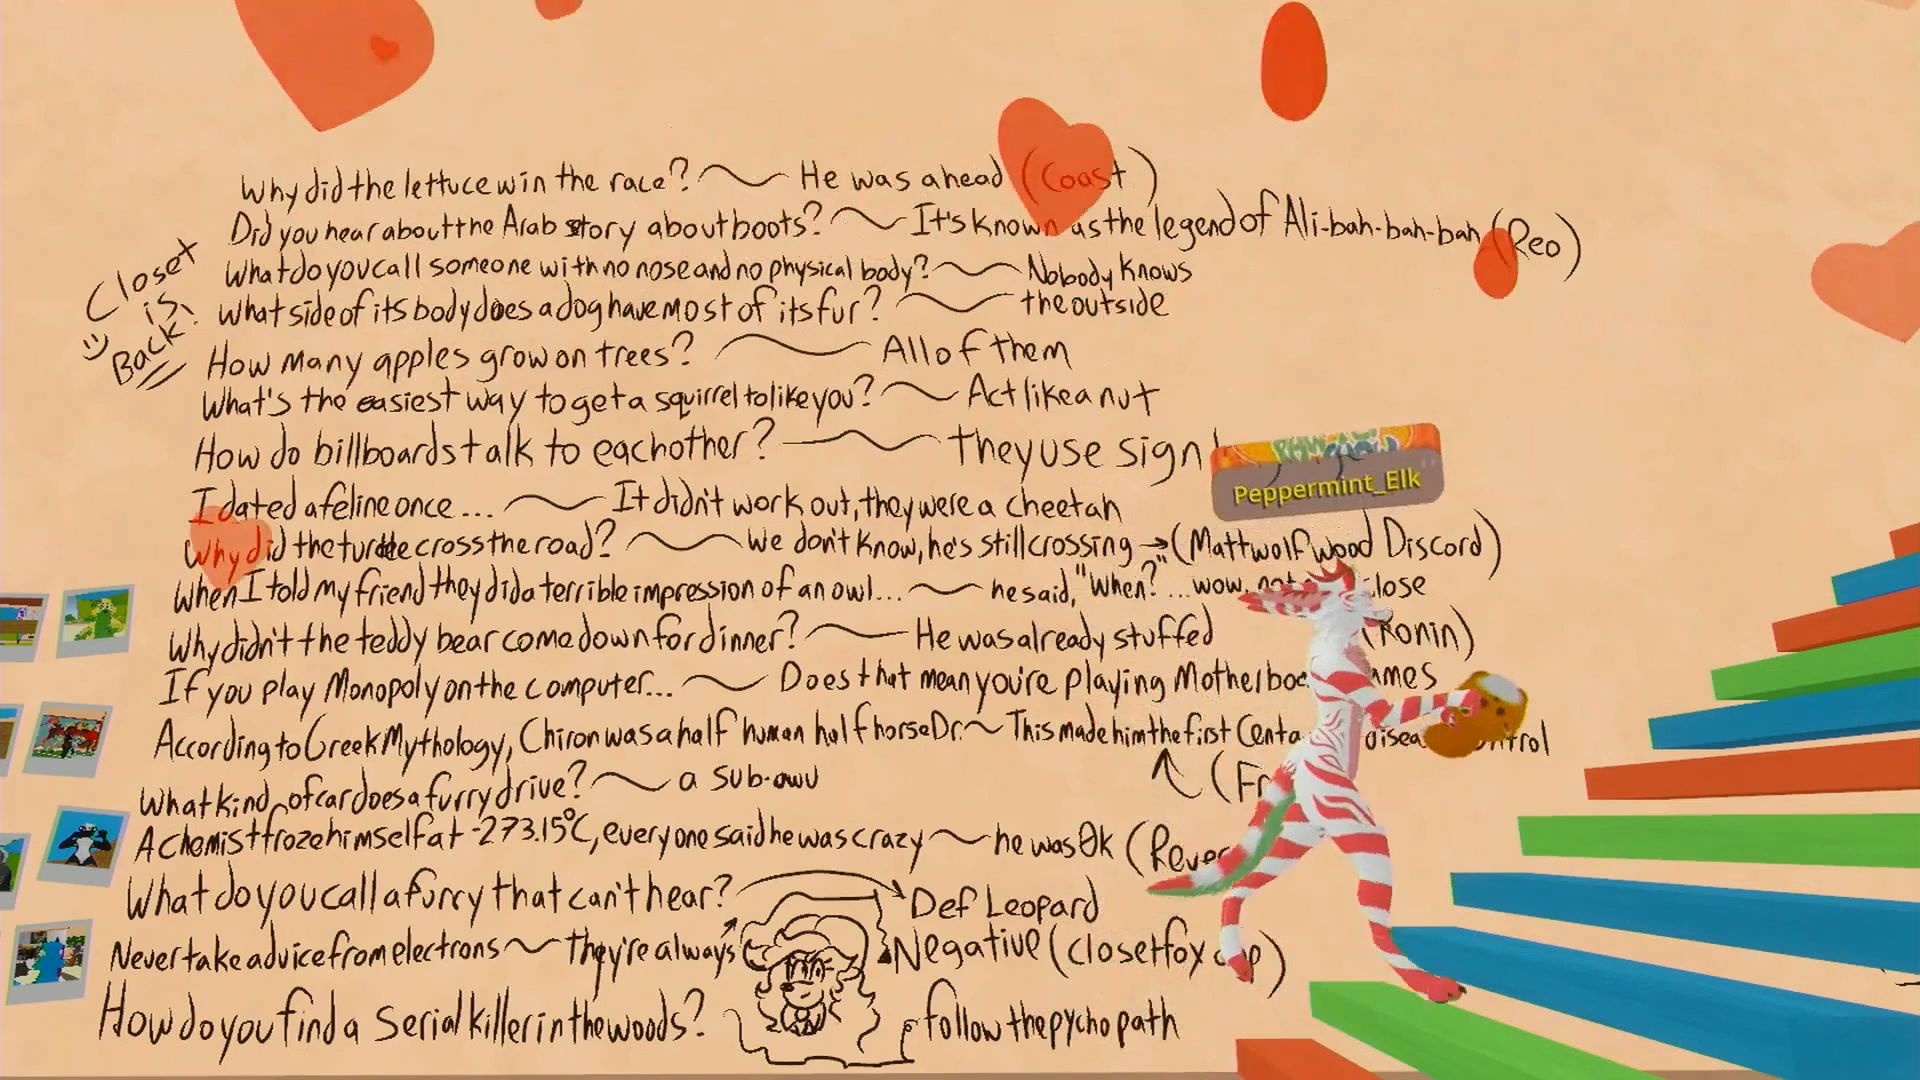 Why did the lettuce win the race? He was ahead (Coast)
Did you hear about the Arab story about boots? It's known as the legend of Ali-bah-bah-bah (Reo)
What do you call someone with no nose and no physical body? Nobody knows
What side of its body does a dog have most of its fur? the outside
Closet is Back!
How many apples grow on trees? All of them
What's the easiest way to get a squirrel to like you? Act like a nut
How do billboards talk to each other? they use sign
Peppermint_Elk
I dated a feline once... It didn't work out, they were a cheetah
Why did the turtle cross the road? We don't know, he's still crossing → (Mattwolfwood Discord)
When I told my friend they did a terrible impression of an owl... he said, "When?"... wow, close
Why didn't the teddy bear come down for dinner? He was already stuffed (Ronin)
If you play Monopoly on the computer... Does that mean you're playing
According to Greek Mythology, Chiron was a half human half horse Dr. This made him the first
What kind of car does a furry drive? a sub-owu
A chemist froze himself at -273.15°C, everyone said he was crazy he was 0k
What do you call a furry that can't hear? Def Leopard
Never take advice from electrons they're always Negative (closetfox
How do you find a serial killer in the woods? follow the pycho path